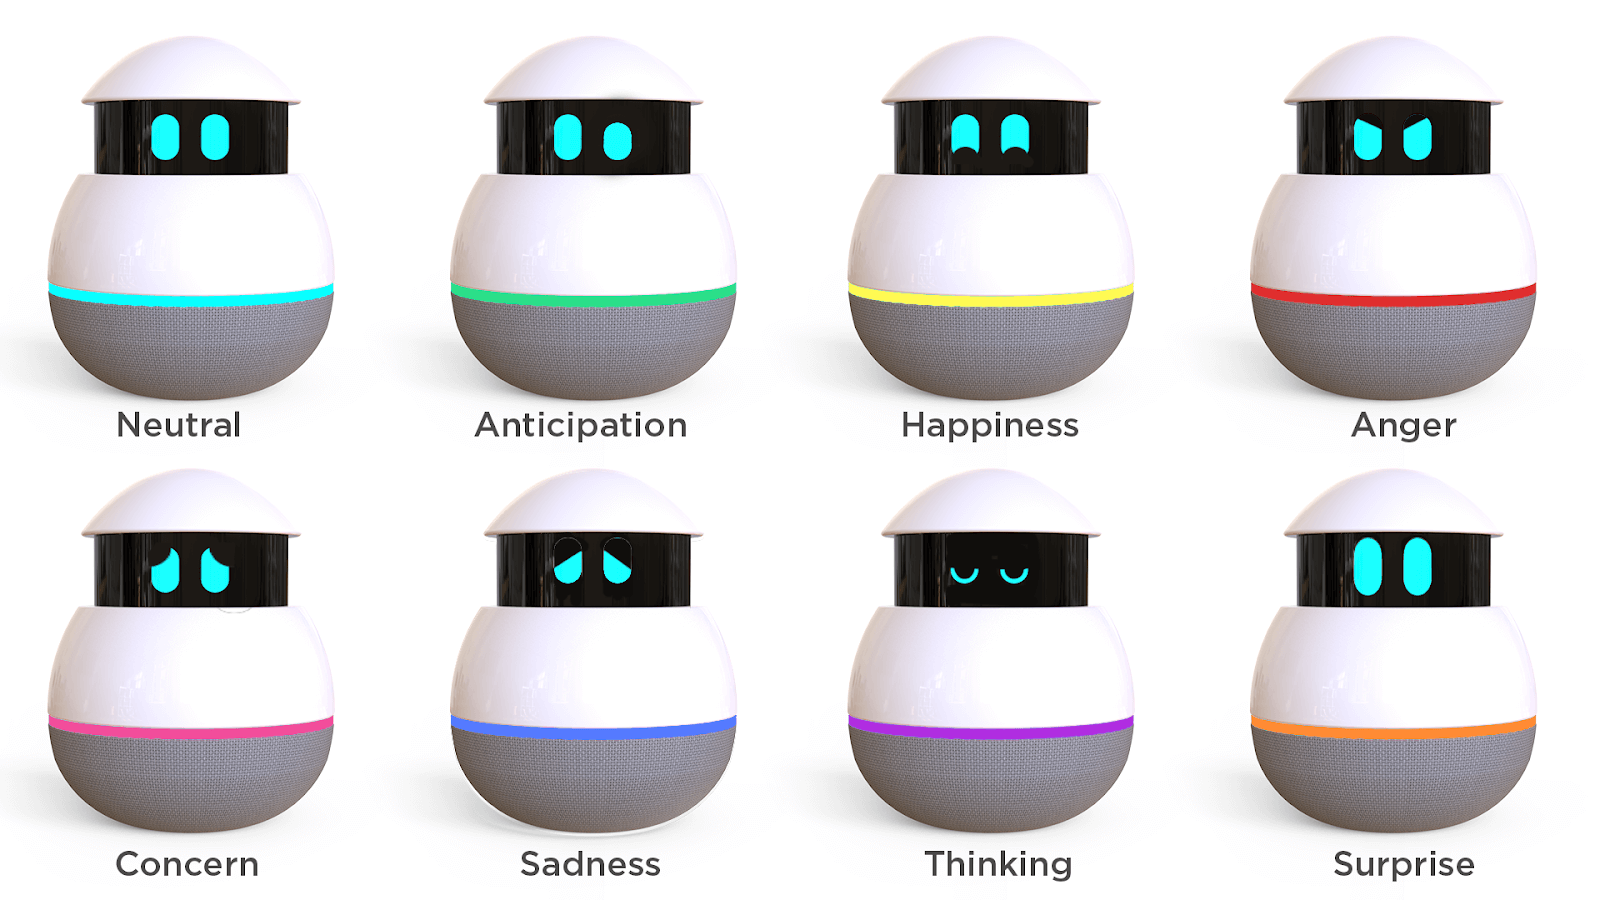 Neutral
Anticipation
Happiness
Anger
Concern
Sadness
Thinking
Surprise